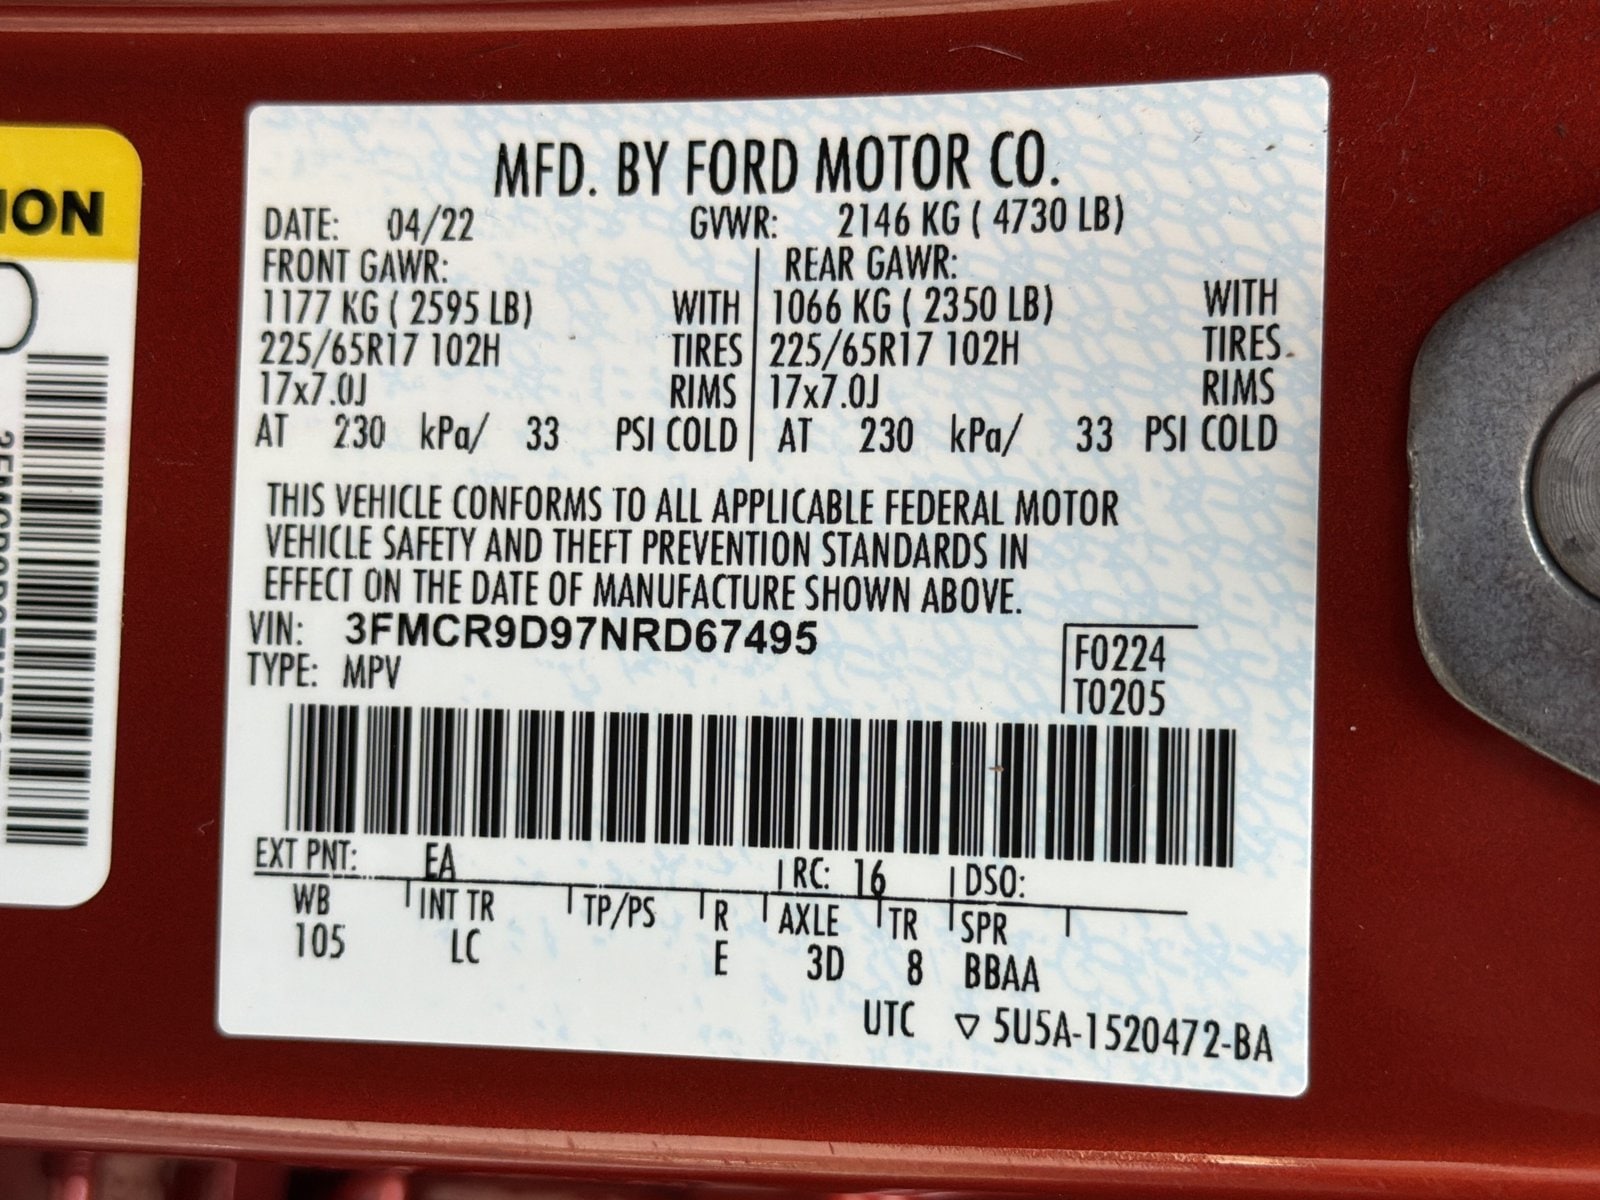 ION
MFD. BY FORD MOTOR CO.
DATE: 04/22 GVWR: 2146 KG ( 4730 LB)
FRONT GAWR: REAR GAWR:
1177 KG ( 2595 LB) WITH 1066 KG ( 2350 LB) WITH
225/65R17 102H TIRES 225/65R17 102H TIRES
17x7.0J RIMS 17x7.0J RIMS
AT 230 kPa/ 33 PSI COLD AT 230 kPa/ 33 PSI COLD
THIS VEHICLE CONFORMS TO ALL APPLICABLE FEDERAL MOTOR
VEHICLE SAFETY AND THEFT PREVENTION STANDARDS IN
EFFECT ON THE DATE OF MANUFACTURE SHOWN ABOVE.
VIN: 3FMCR9D97NRD67495
TYPE: MPV
F0224
T0205
EXT PNT: EA RC: 16 DSO:
WB INT TR TP/PS R AXLE TR SPR
105 LC E 3D 8 BBAA
UTC ▽ 5U5A-1520472-BA